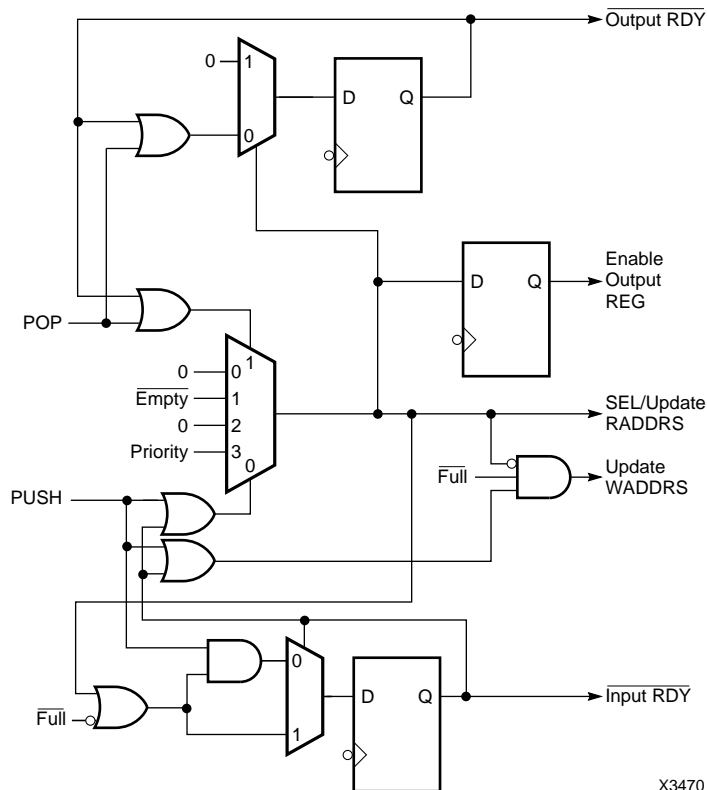 Output RDY
0
1
D Q
0
Enable
Output
REG
D Q
POP
1
0 0
Empty 1
0 2
Priority 3
0
SEL/Update
RADDRS
Full
Update
WADDRS
PUSH
0
D Q
Input RDY
Full
1
X3470